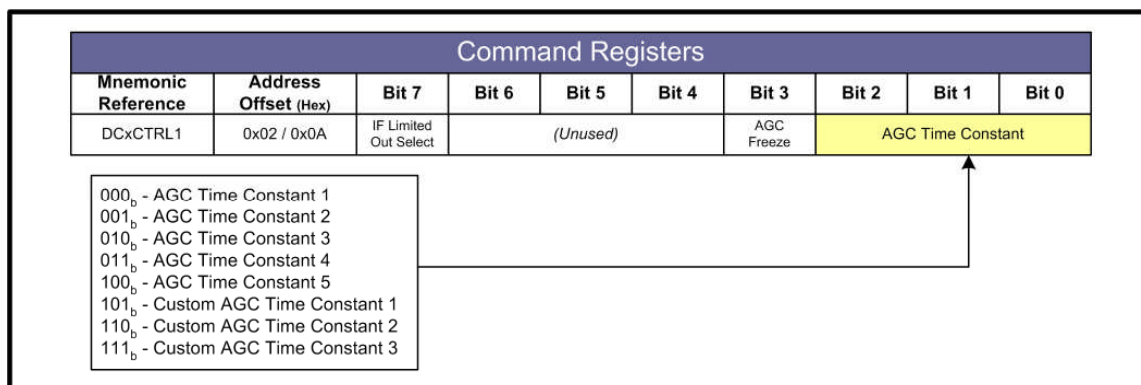 Command Registers
Mnemonic Reference Address Offset (Hex) Bit 7 Bit 6 Bit 5 Bit 4 Bit 3 Bit 2 Bit 1 Bit 0
DCxCTRL1 0x02 / 0x0A IF Limited Out Select (Unused) AGC Freeze AGC Time Constant
000b - AGC Time Constant 1
001b - AGC Time Constant 2
010b - AGC Time Constant 3
011b - AGC Time Constant 4
100b - AGC Time Constant 5
101b - Custom AGC Time Constant 1
110b - Custom AGC Time Constant 2
111b - Custom AGC Time Constant 3